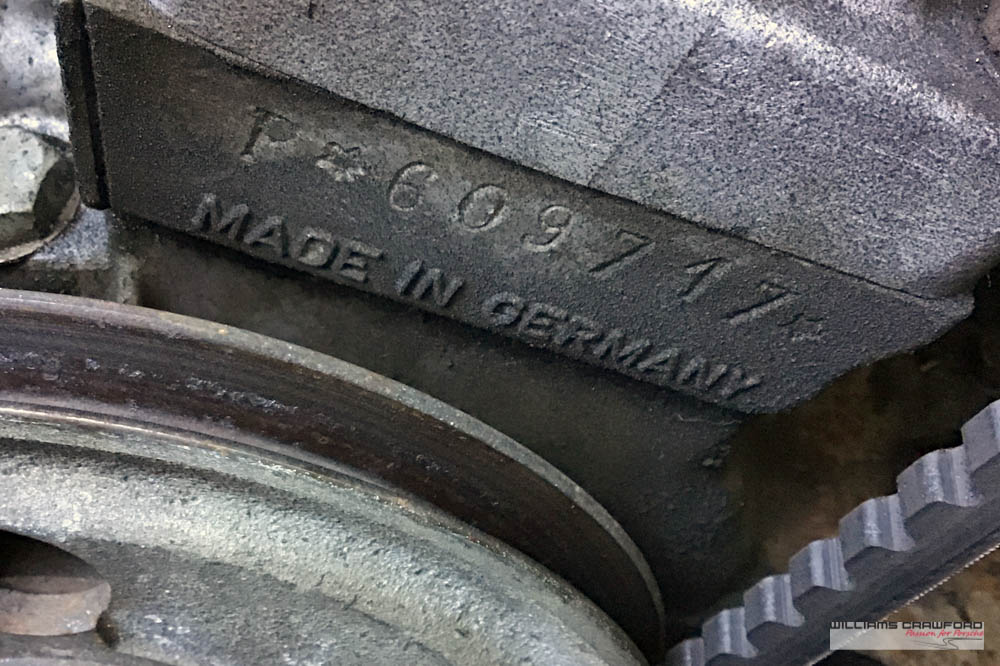 P*609717*
MADE IN GERMANY
WILLIAMS CRAWFORD
Passion for Porsche